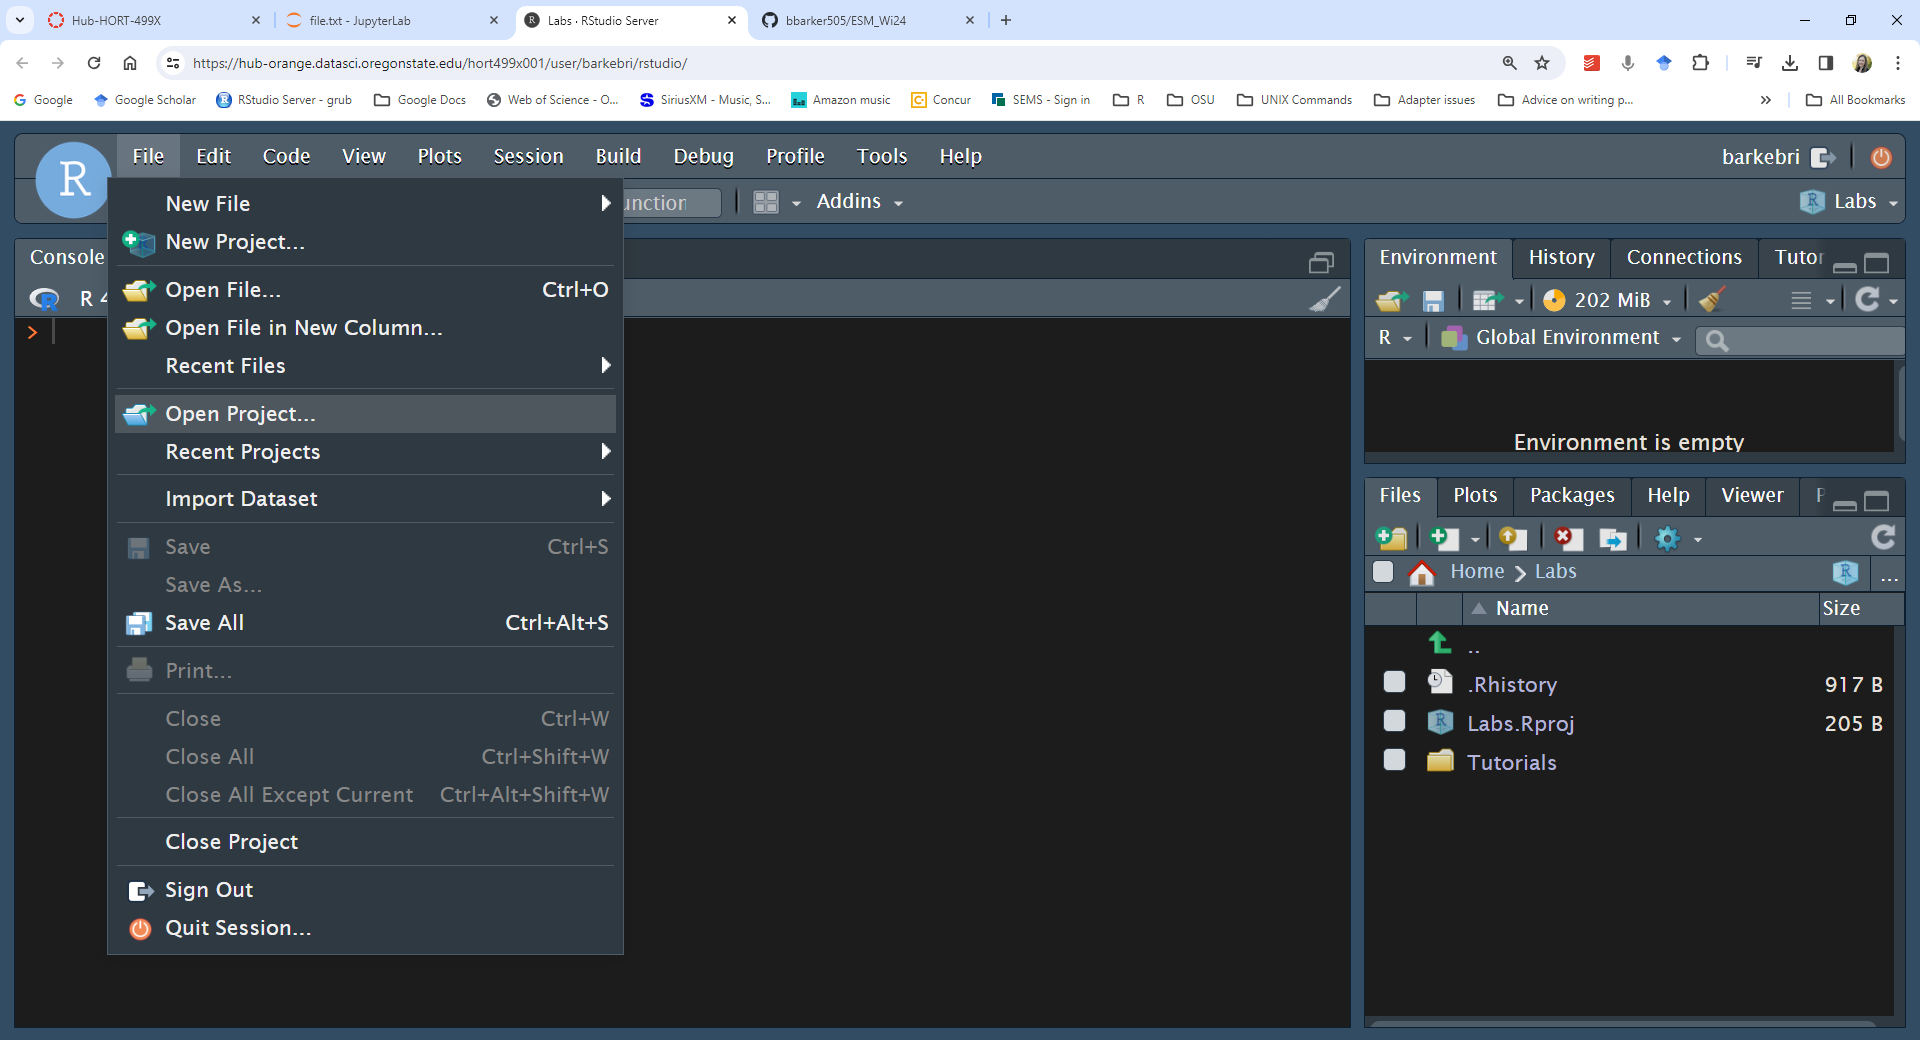 Hub-HORT-499X
file.txt - JupyterLab
Labs · RStudio Server
bbarker505/ESM_Wi24
https://hub-orange.datasci.oregonstate.edu/hort499x001/user/barkebri/rstudio/
Google
Google Scholar
RStudio Server - grub
Google Docs
Web of Science - O...
SiriusXM - Music, S...
Amazon music
Concur
SEMS - Sign in
R
OSU
UNIX Commands
Adapter issues
Advice on writing p...
All Bookmarks
R
File Edit Code View Plots Session Build Debug Profile Tools Help
barkebri
Addins
Labs
New File
New Project...
Open File... Ctrl+O
Open File in New Column...
Recent Files
Open Project...
Recent Projects
Import Dataset
Save Ctrl+S
Save As...
Save All Ctrl+Alt+S
Print...
Close Ctrl+W
Close All Ctrl+Shift+W
Close All Except Current Ctrl+Alt+Shift+W
Close Project
Sign Out
Quit Session...
Console
R 4
>
Environment History Connections Tutor
202 MiB
R Global Environment
Environment is empty
Files Plots Packages Help Viewer P
Home Labs ...
Name Size
..
.Rhistory 917 B
Labs.Rproj 205 B
Tutorials